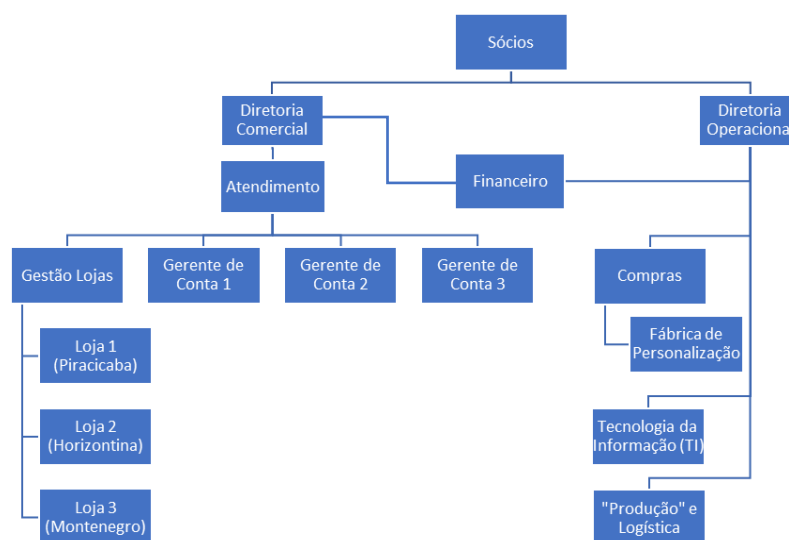 Sócios
Diretoria
Comercial
Diretoria
Operaciona
Atendimento
Financeiro
Gestão Lojas
Gerente de
Conta 1
Gerente de
Conta 2
Gerente de
Conta 3
Compras
Loja 1
(Piracicaba)
Fábrica de
Personalização
Loja 2
(Horizontina)
Tecnologia da
Informação (TI)
Loja 3
(Montenegro)
"Produção" e
Logística